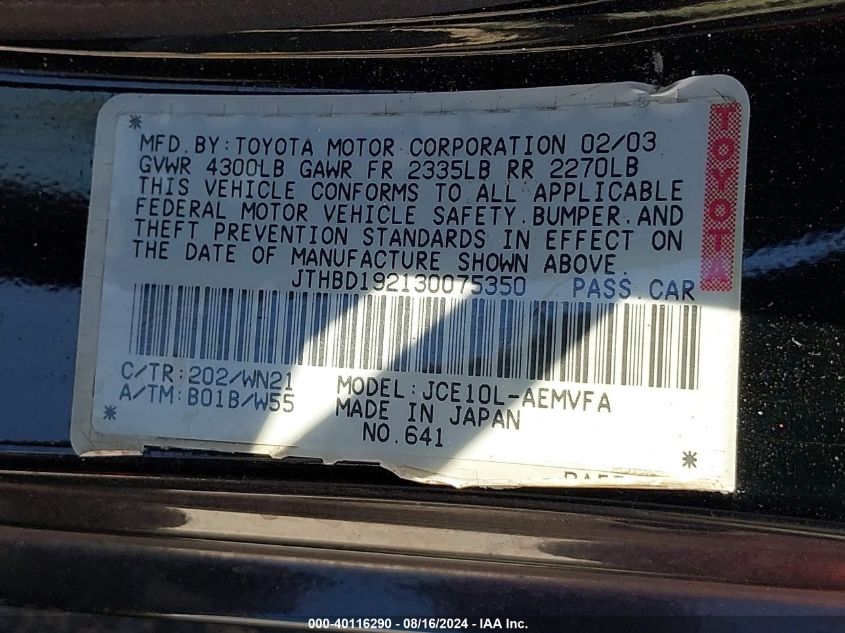 MFD.BY:TOYOTA MOTOR CORPORATION 02/03
GVWR 4300LB GAWR FR 2335LB RR 2270LB
THIS VEHICLE CONFORMS TO ALL APPLICABLE
FEDERAL MOTOR VEHICLE SAFETY.BUMPER.AND
THEFT PREVENTION STANDARDS IN EFFECT ON
THE DATE OF MANUFACTURE SHOWN ABOVE.
JTHBD192130075350 PASS.CAR
TOYOTA
C/TR:202/WN21 MODEL:JCE10L-AEMVFA
A/TM:B01B/W55 MADE IN JAPAN
NO.641
000-40116290 - 08/16/2024 - IAA Inc.